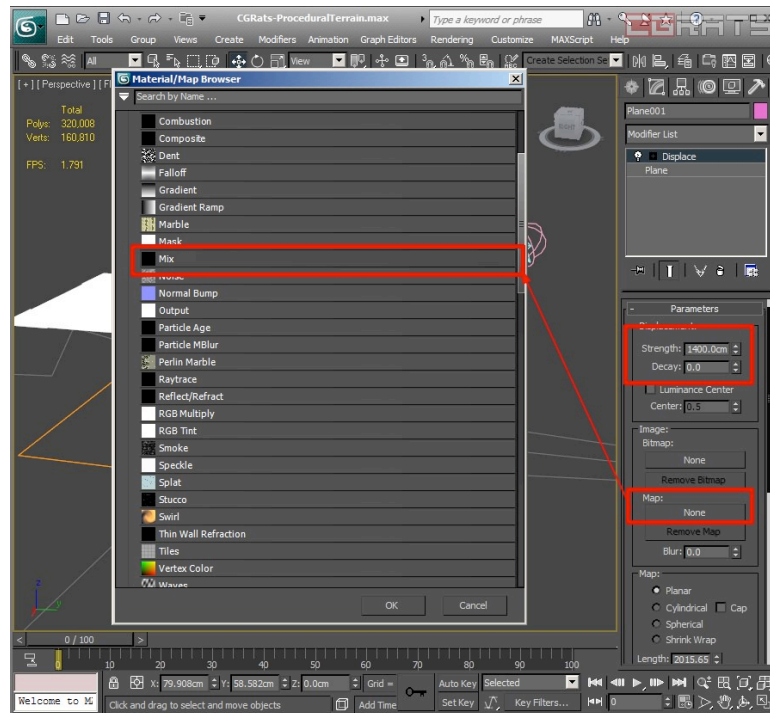 CGRats-ProceduralTerrain.max
Type a keyword or phrase
CGRATS
Edit Tools Group Views Create Modifiers Animation Graph Editors Rendering Customize MAXScript Help
All
View
Create Selection Se
[ + ] [ Perspective ] [ Fl
Total
Polys: 320,008
Verts: 160,810
FPS: 1.791
Material/Map Browser
Search by Name ...
Combustion
Composite
Dent
Falloff
Gradient
Gradient Ramp
Marble
Mask
Mix
Noise
Normal Bump
Output
Particle Age
Particle MBlur
Perlin Marble
Raytrace
Reflect/Refract
RGB Multiply
RGB Tint
Smoke
Speckle
Splat
Stucco
Swirl
Thin Wall Refraction
Tiles
Vertex Color
Waves
OK Cancel
Plane001
Modifier List
Displace
Plane
- Parameters
Displacement:
Strength: 1400.0cm
Decay: 0.0
Luminance Center
Center: 0.5
Image:
Bitmap:
None
Remove Bitmap
Map:
None
Remove Map
Blur: 0.0
Map:
Planar
Cylindrical Cap
Spherical
Shrink Wrap
Length: 2015.65
z
y
x
< 0 / 100 >
0 10 20 30 40 50 60 70 80 90 100
X: 79.908cm Y: 58.582cm Z: 0.0cm Grid = Auto Key Selected
Welcome to M Click and drag to select and move objects Add Time Set Key Key Filters... 0